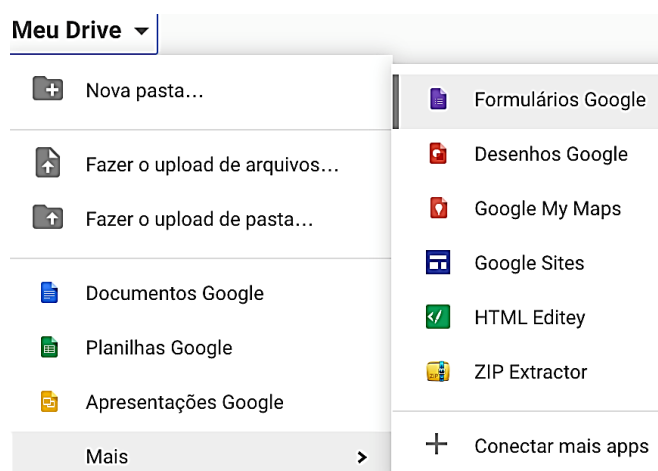 Meu Drive
Nova pasta...
Fazer o upload de arquivos...
Fazer o upload de pasta...
Documentos Google
Planilhas Google
Apresentações Google
Mais
Formulários Google
Desenhos Google
Google My Maps
Google Sites
HTML Editey
ZIP Extractor
Conectar mais apps